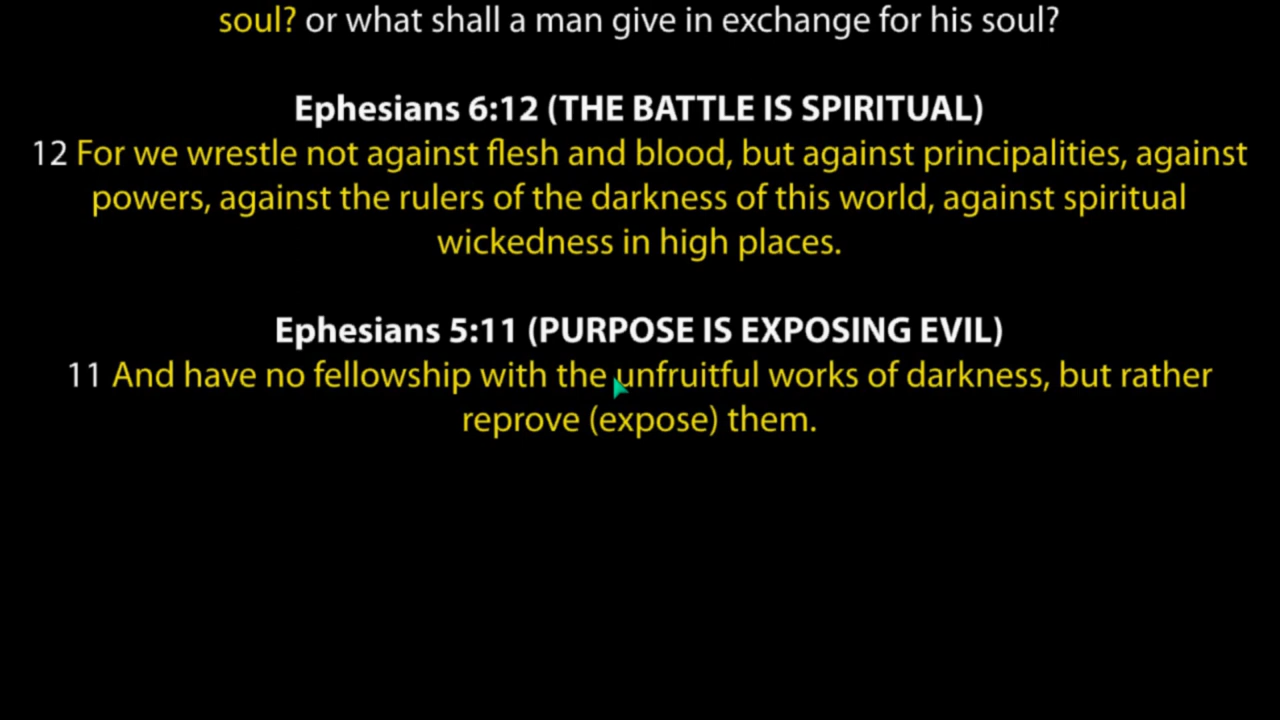 soul? or what shall a man give in exchange for his soul?
Ephesians 6:12 (THE BATTLE IS SPIRITUAL)
12 For we wrestle not against flesh and blood, but against principalities, against
powers, against the rulers of the darkness of this world, against spiritual
wickedness in high places.
Ephesians 5:11 (PURPOSE IS EXPOSING EVIL)
11 And have no fellowship with the unfruitful works of darkness, but rather
reprove (expose) them.